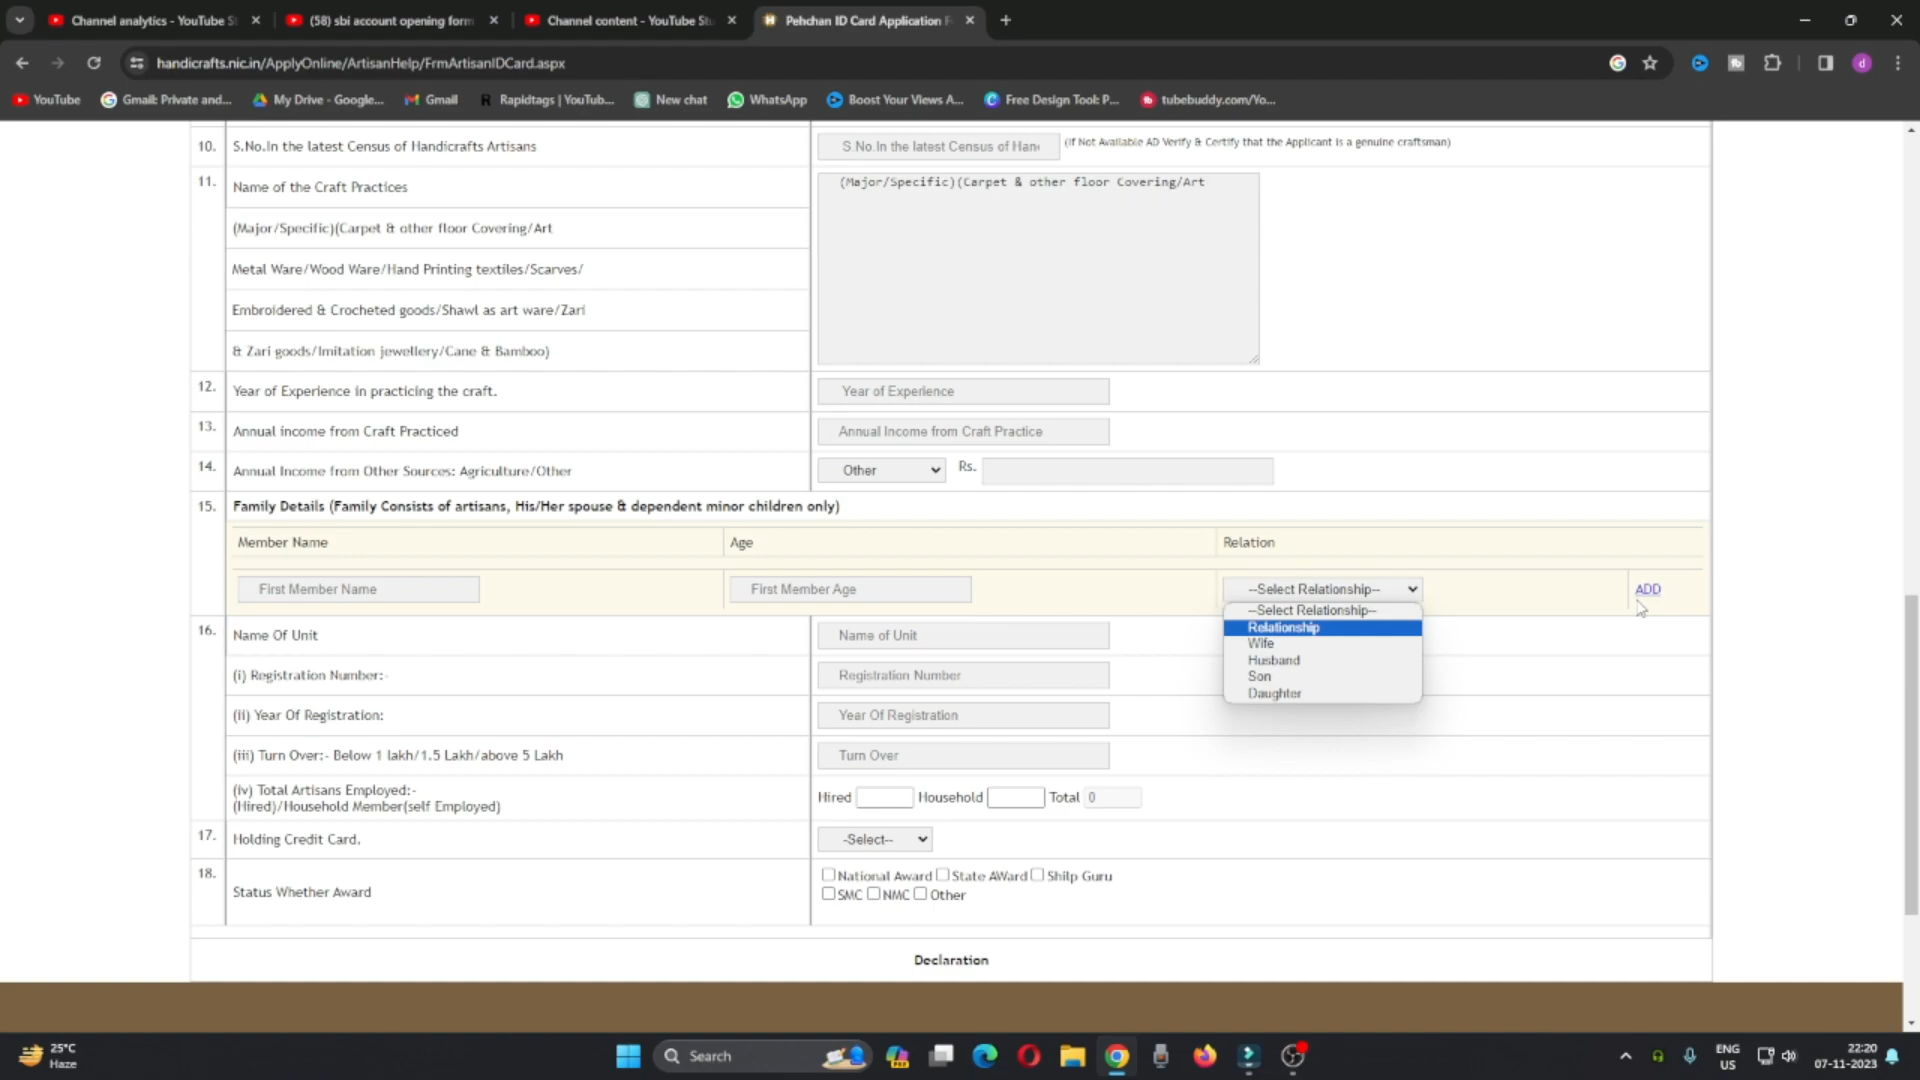 Channel analytics - YouTube St
(58) sbi account opening form
Channel content - YouTube Stu
Pehchan ID Card Application F
handicrafts.nic.in/ApplyOnline/ArtisanHelp/FrmArtisanIDCard.aspx
d
YouTube
Gmail: Private and...
My Drive - Google...
Gmail
Rapidtags | YouTub...
New chat
WhatsApp
Boost Your Views A...
Free Design Tool: P...
tubebuddy.com/Yo...
10. S.No.In the latest Census of Handicrafts Artisans
S.No.In the latest Census of Hand (If Not Available AD Verify & Certify that the Applicant is a genuine craftsman)
11. Name of the Craft Practices
(Major/Specific)(Carpet & other floor Covering/Art
(Major/Specific)(Carpet & other floor Covering/Art
Metal Ware/Wood Ware/Hand Printing textiles/Scarves/
Embroidered & Crocheted goods/Shawl as art ware/Zari
& Zari goods/Imitation jewellery/Cane & Bamboo)
12. Year of Experience in practicing the craft.
Year of Experience
13. Annual income from Craft Practiced
Annual Income from Craft Practice
14. Annual Income from Other Sources: Agriculture/Other
Other Rs.
15. Family Details (Family Consists of artisans, His/Her spouse & dependent minor children only)
Member Name Age Relation
First Member Name First Member Age --Select Relationship-- ADD
--Select Relationship--
Relationship
Wife
Husband
Son
Daughter
16. Name Of Unit
Name of Unit
(i) Registration Number:-
Registration Number
(ii) Year Of Registration:
Year Of Registration
(iii) Turn Over:- Below 1 lakh/1.5 Lakh/above 5 Lakh
Turn Over
(iv) Total Artisans Employed:-
(Hired)/Household Member(self Employed)
Hired Household Total 0
17. Holding Credit Card.
-Select--
18. Status Whether Award
National Award State AWard Shilp Guru
SMC NMC Other
Declaration
25°C
Haze
Search
ENG
US
22:20
07-11-2023